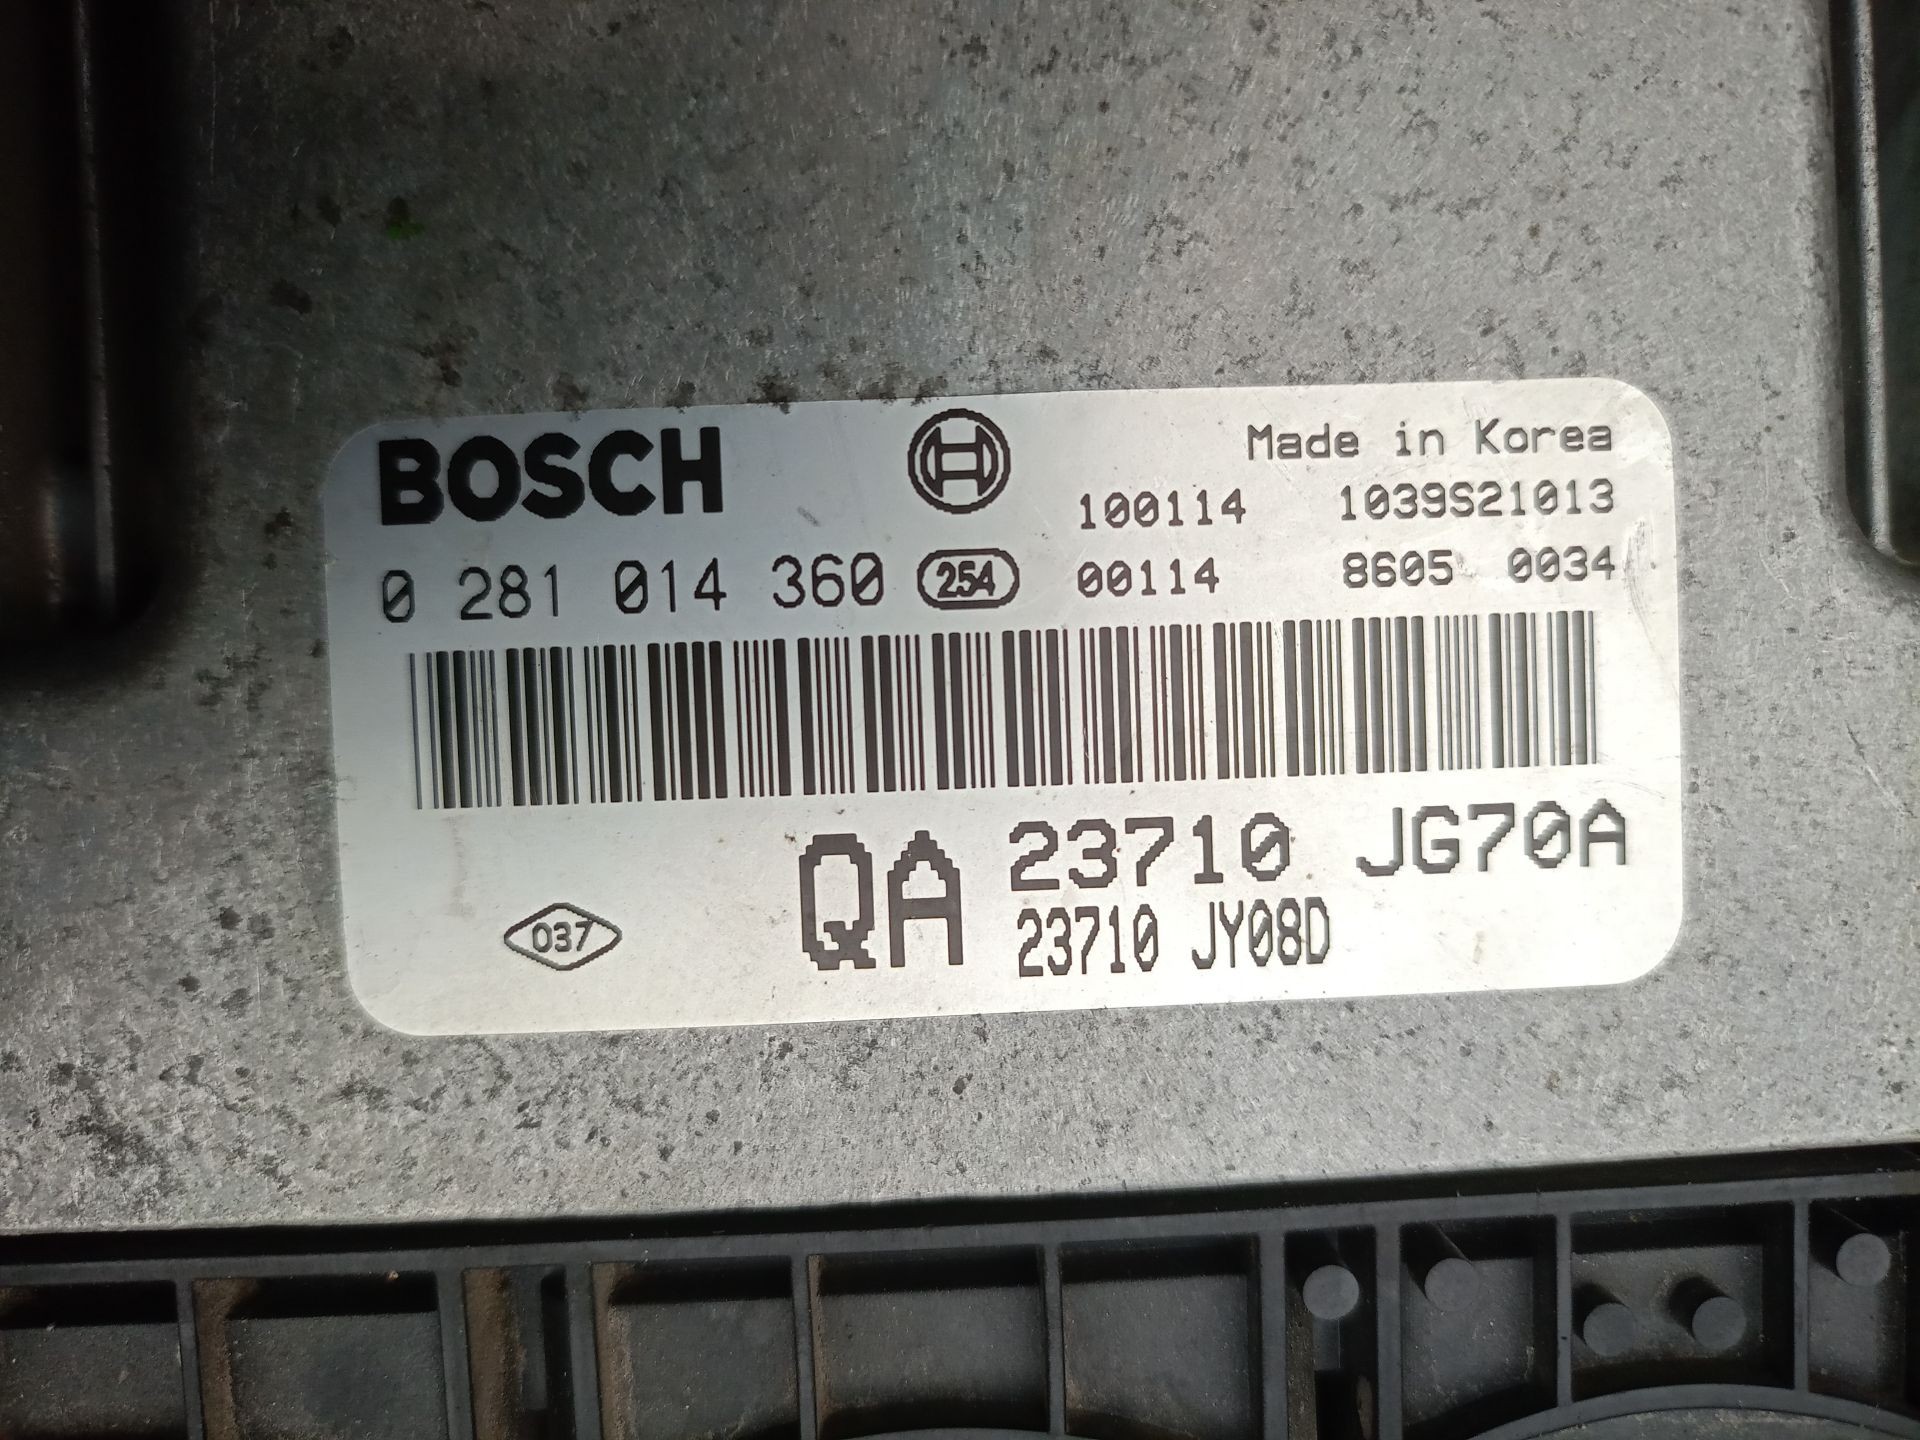 BOSCH
Made in Korea
100114 1039S21013
0 281 014 360 254 00114 8605 0034
QA 23710 JG70A
037 23710 JY08D